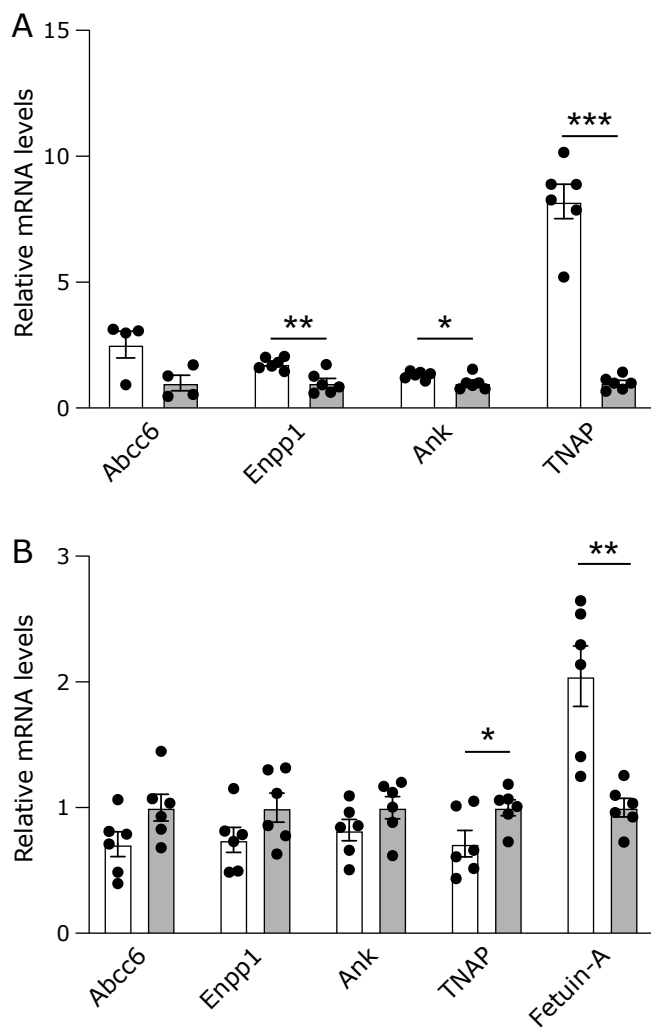 A
Relative mRNA levels
15
10
5
0
**
*
***
Abcc6
Enpp1
Ank
TNAP
B
Relative mRNA levels
3
2
1
0
*
**
Abcc6
Enpp1
Ank
TNAP
Fetuin-A